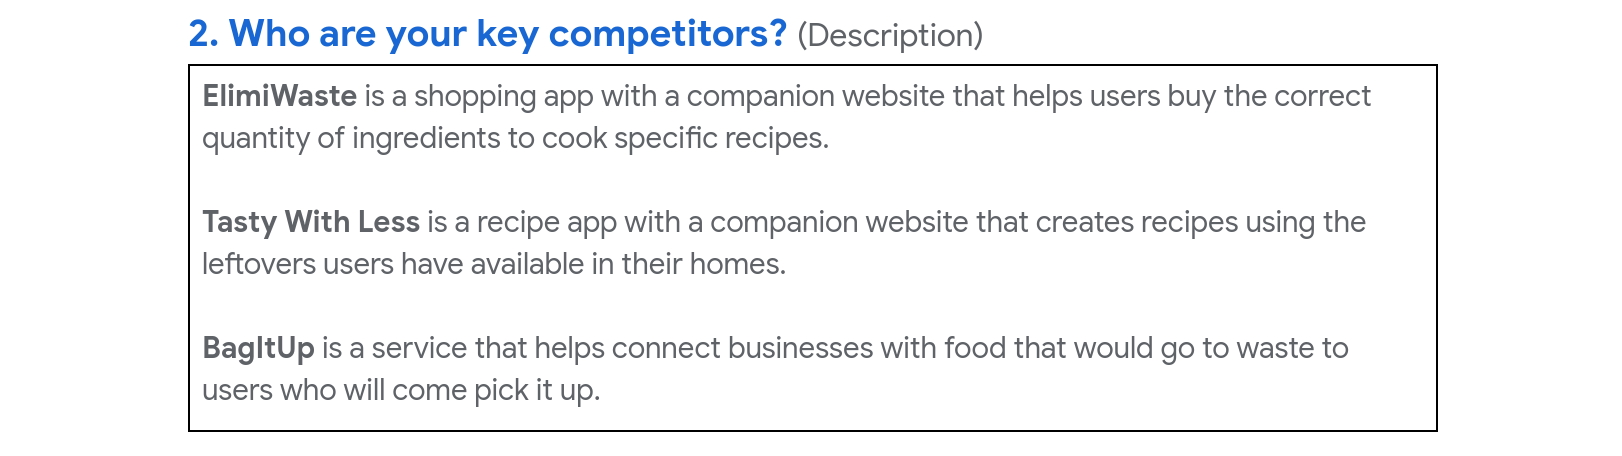 2. Who are your key competitors? (Description)
ElimiWaste is a shopping app with a companion website that helps users buy the correct
quantity of ingredients to cook specific recipes.
Tasty With Less is a recipe app with a companion website that creates recipes using the
leftovers users have available in their homes.
BagItUp is a service that helps connect businesses with food that would go to waste to
users who will come pick it up.